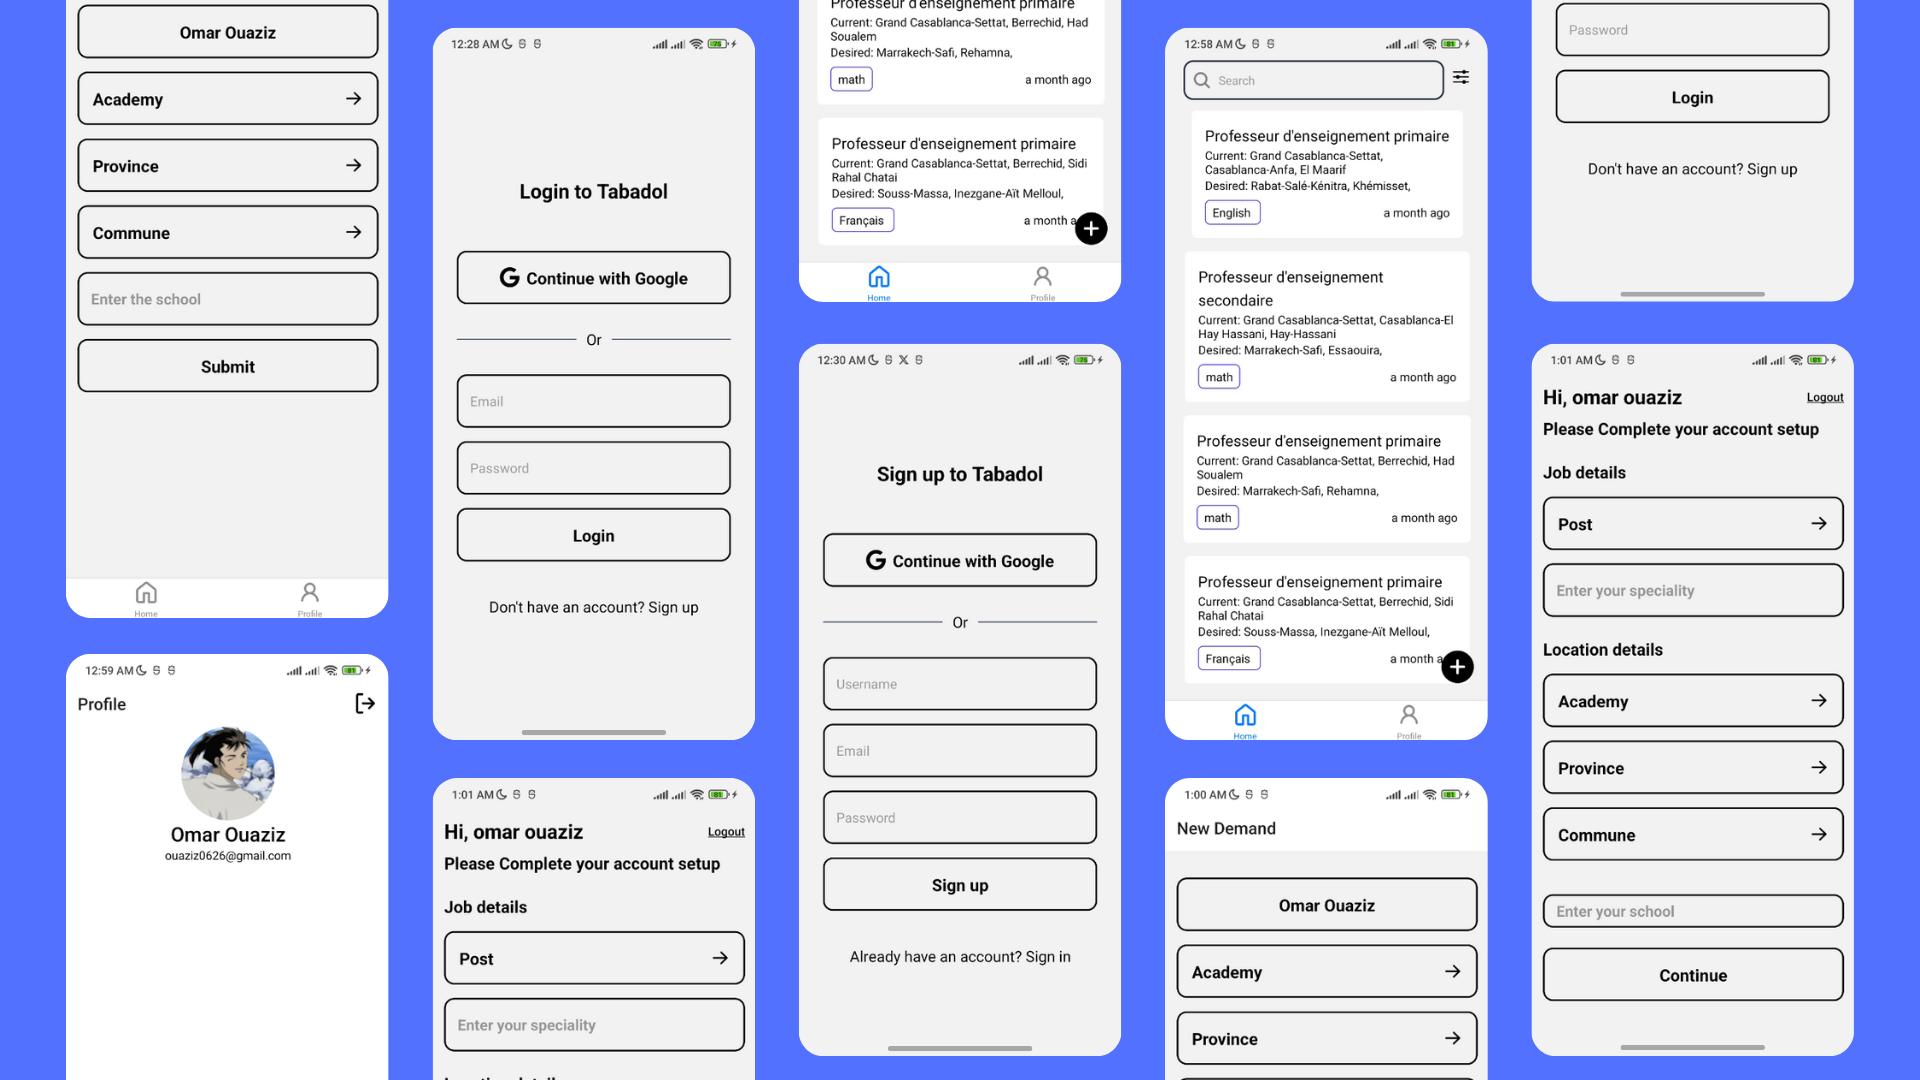 Omar Ouaziz
Academy
Province
Commune
Enter the school
Submit
Home
Profile
12:59 AM
81
Profile
Omar Ouaziz
ouaziz0626@gmail.com
12:28 AM
76
Login to Tabadol
Continue with Google
Or
Email
Password
Login
Don't have an account? Sign up
1:01 AM
81
Hi, omar ouaziz
Logout
Please Complete your account setup
Job details
Post
Enter your speciality
Professeur d'enseignement primaire
Current: Grand Casablanca-Settat, Berrechid, Had
Soualem
Desired: Marrakech-Safi, Rehamna,
math
a month ago
Professeur d'enseignement primaire
Current: Grand Casablanca-Settat, Berrechid, Sidi
Rahal Chatai
Desired: Souss-Massa, Inezgane-Aït Melloul,
Français
a month a
Home
Profile
12:30 AM
76
Sign up to Tabadol
Continue with Google
Or
Username
Email
Password
Sign up
Already have an account? Sign in
12:58 AM
81
Search
Professeur d'enseignement primaire
Current: Grand Casablanca-Settat,
Casablanca-Anfa, El Maarif
Desired: Rabat-Salé-Kénitra, Khémisset,
English
a month ago
Professeur d'enseignement
secondaire
Current: Grand Casablanca-Settat, Casablanca-El
Hay Hassani, Hay-Hassani
Desired: Marrakech-Safi, Essaouira,
math
a month ago
Professeur d'enseignement primaire
Current: Grand Casablanca-Settat, Berrechid, Had
Soualem
Desired: Marrakech-Safi, Rehamna,
math
a month ago
Professeur d'enseignement primaire
Current: Grand Casablanca-Settat, Berrechid, Sidi
Rahal Chatai
Desired: Souss-Massa, Inezgane-Aït Melloul,
Français
a month a
Home
Profile
1:00 AM
81
New Demand
Omar Ouaziz
Academy
Province
Password
Login
Don't have an account? Sign up
1:01 AM
81
Hi, omar ouaziz
Logout
Please Complete your account setup
Job details
Post
Enter your speciality
Location details
Academy
Province
Commune
Enter your school
Continue